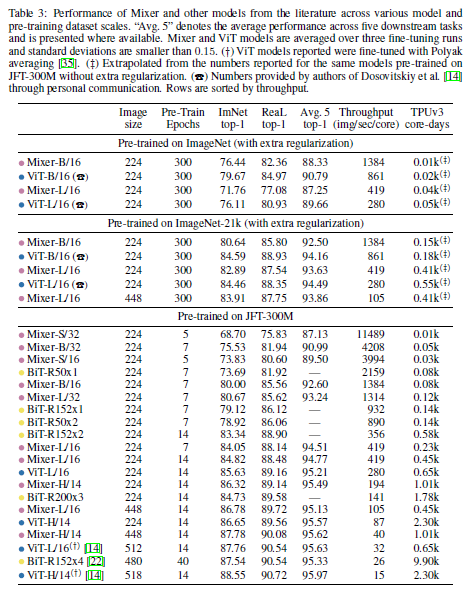 Table 3: Performance of Mixer and other models from the literature across various model and
pre-training dataset scales. “Avg. 5” denotes the average performance across five downstream tasks
and is presented where available. Mixer and ViT models are averaged over three fine-tuning runs
and standard deviations are smaller than 0.15. (†) ViT models reported were fine-tuned with Polyak
averaging [35]. (‡) Extrapolated from the numbers reported for the same models pre-trained on
JFT-300M without extra regularization. (☎) Numbers provided by authors of Dosovitskiy et al. [14]
through personal communication. Rows are sorted by throughput.
Image Pre-Train ImNet ReaL Avg. 5 Throughput TPUv3
size Epochs top-1 top-1 top-1 (img/sec/core) core-days
Pre-trained on ImageNet (with extra regularization)
Mixer-B/16 224 300 76.44 82.36 88.33 1384 0.01k(‡)
ViT-B/16 (☎) 224 300 79.67 84.97 90.79 861 0.02k(‡)
Mixer-L/16 224 300 71.76 77.08 87.25 419 0.04k(‡)
ViT-L/16 (☎) 224 300 76.11 80.93 89.66 280 0.05k(‡)
Pre-trained on ImageNet-21k (with extra regularization)
Mixer-B/16 224 300 80.64 85.80 92.50 1384 0.15k(‡)
ViT-B/16 (☎) 224 300 84.59 88.93 94.16 861 0.18k(‡)
Mixer-L/16 224 300 82.89 87.54 93.63 419 0.41k(‡)
ViT-L/16 (☎) 224 300 84.46 88.35 94.49 280 0.55k(‡)
Mixer-L/16 448 300 83.91 87.75 93.86 105 0.41k(‡)
Pre-trained on JFT-300M
Mixer-S/32 224 5 68.70 75.83 87.13 11489 0.01k
Mixer-B/32 224 7 75.53 81.94 90.99 4208 0.05k
Mixer-S/16 224 5 73.83 80.60 89.50 3994 0.03k
BiT-R50x1 224 7 73.69 81.92 — 2159 0.08k
Mixer-B/16 224 7 80.00 85.56 92.60 1384 0.08k
Mixer-L/32 224 7 80.67 85.62 93.24 1314 0.12k
BiT-R152x1 224 7 79.12 86.12 — 932 0.14k
BiT-R50x2 224 7 78.92 86.06 — 890 0.14k
BiT-R152x2 224 14 83.34 88.90 — 356 0.58k
Mixer-L/16 224 7 84.05 88.14 94.51 419 0.23k
Mixer-L/16 224 14 84.82 88.48 94.77 419 0.45k
ViT-L/16 224 14 85.63 89.16 95.21 280 0.65k
Mixer-H/14 224 14 86.32 89.14 95.49 194 1.01k
BiT-R200x3 224 14 84.73 89.58 — 141 1.78k
Mixer-L/16 448 14 86.78 89.72 95.13 105 0.45k
ViT-H/14 224 14 86.65 89.56 95.57 87 2.30k
Mixer-H/14 448 14 87.78 90.08 95.62 40 1.01k
ViT-L/16(†) [14] 512 14 87.76 90.54 95.63 32 0.65k
BiT-R152x4 [22] 480 40 87.54 90.54 95.33 26 9.90k
ViT-H/14(†) [14] 518 14 88.55 90.72 95.97 15 2.30k